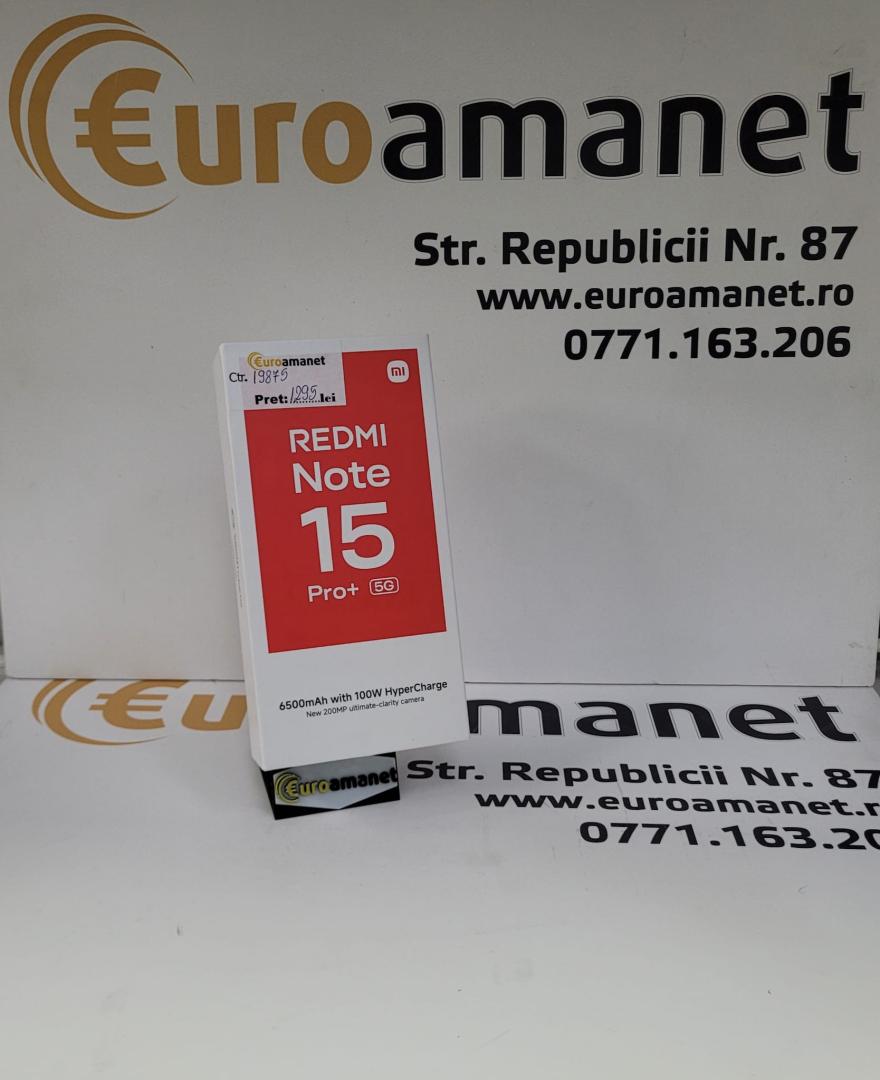 €uroamanet
Str. Republicii Nr. 87
www.euroamanet.ro
0771.163.206
€uroamanet
Ctr. 19875
Pret: 1295 lei
mi
REDMI
Note
15
Pro+ 5G
6500mAh with 100W HyperCharge
New 200MP ultimate-clarity camera
€uroamanet
€u manet
Str. Republicii Nr. 87
www.euroamanet.r
0771.163.20